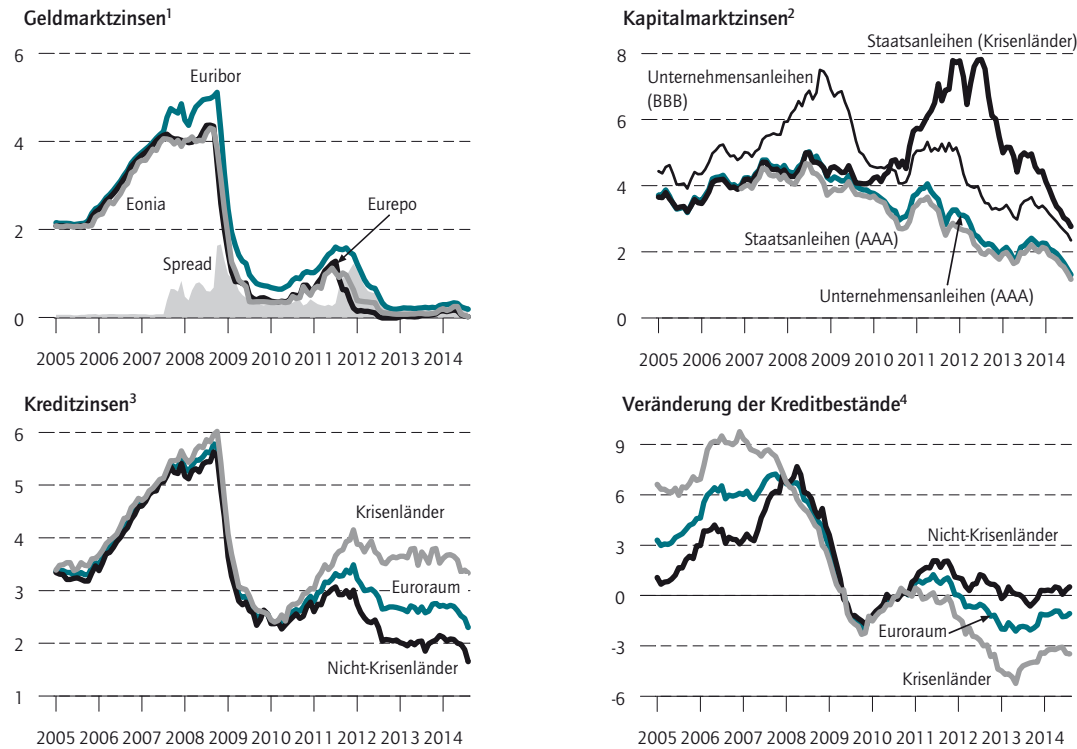 Geldmarktzinsen¹
6
4
2
0
Euribor
Eonia
Eurepo
Spread
2005 2006 2007 2008 2009 2010 2011 2012 2013 2014
Kapitalmarktzinsen²
8
6
4
2
0
Staatsanleihen (Krisenländer)
Unternehmensanleihen
(BBB)
Staatsanleihen (AAA)
Unternehmensanleihen (AAA)
2005 2006 2007 2008 2009 2010 2011 2012 2013 2014
Kreditzinsen³
6
5
4
3
2
1
Krisenländer
Euroraum
Nicht-Krisenländer
2005 2006 2007 2008 2009 2010 2011 2012 2013 2014
Veränderung der Kreditbestände⁴
9
6
3
0
-3
-6
Nicht-Krisenländer
Euroraum
Krisenländer
2005 2006 2007 2008 2009 2010 2011 2012 2013 2014